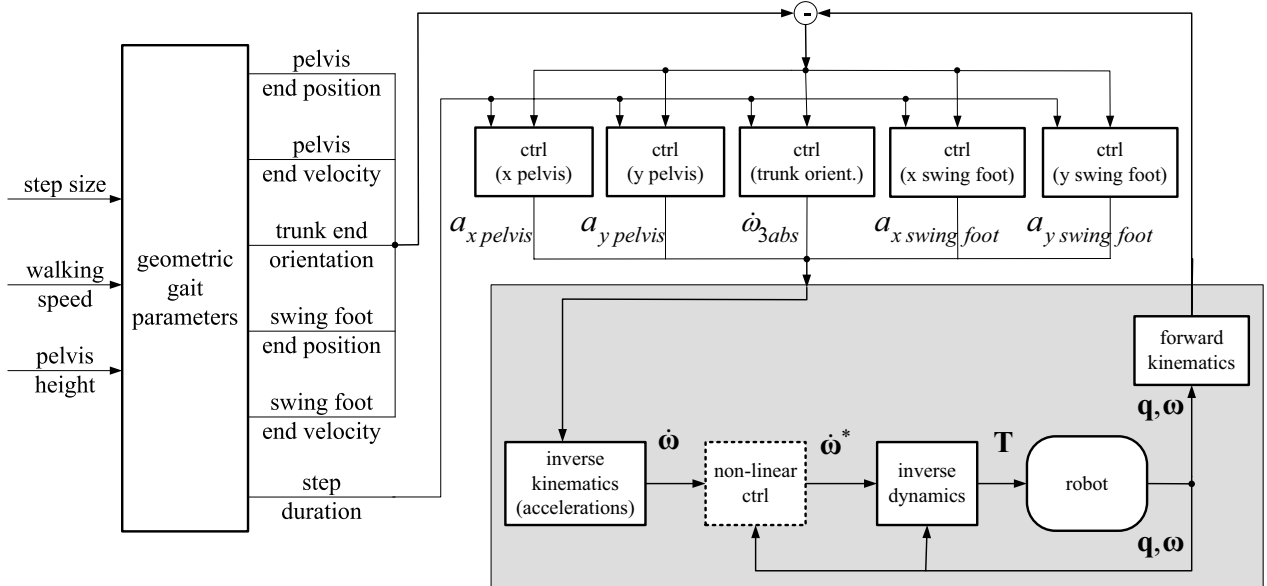 -
pelvis
end position
pelvis
end velocity
step size
trunk end
orientation
walking
speed
geometric
gait
parameters
swing foot
end position
pelvis
height
swing foot
end velocity
step
duration
ctrl
(x pelvis)
ctrl
(y pelvis)
ctrl
(trunk orient.)
ctrl
(x swing foot)
ctrl
(y swing foot)
a x pelvis
a y pelvis
ω̇ 3abs
a x swing foot
a y swing foot
forward
kinematics
q,ω
inverse
kinematics
(accelerations)
ω̇
non-linear
ctrl
ω̇*
inverse
dynamics
T
robot
q,ω